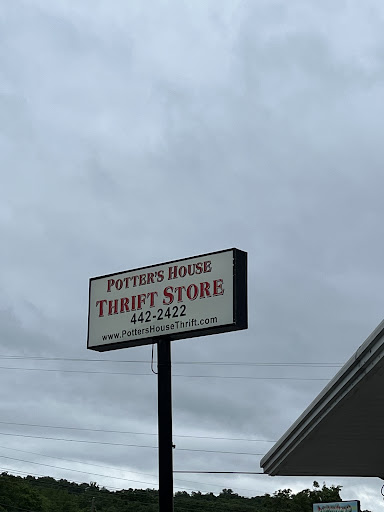 POTTER'S HOUSE
THRIFT STORE
442-2422
www.PottersHouseThrift.com